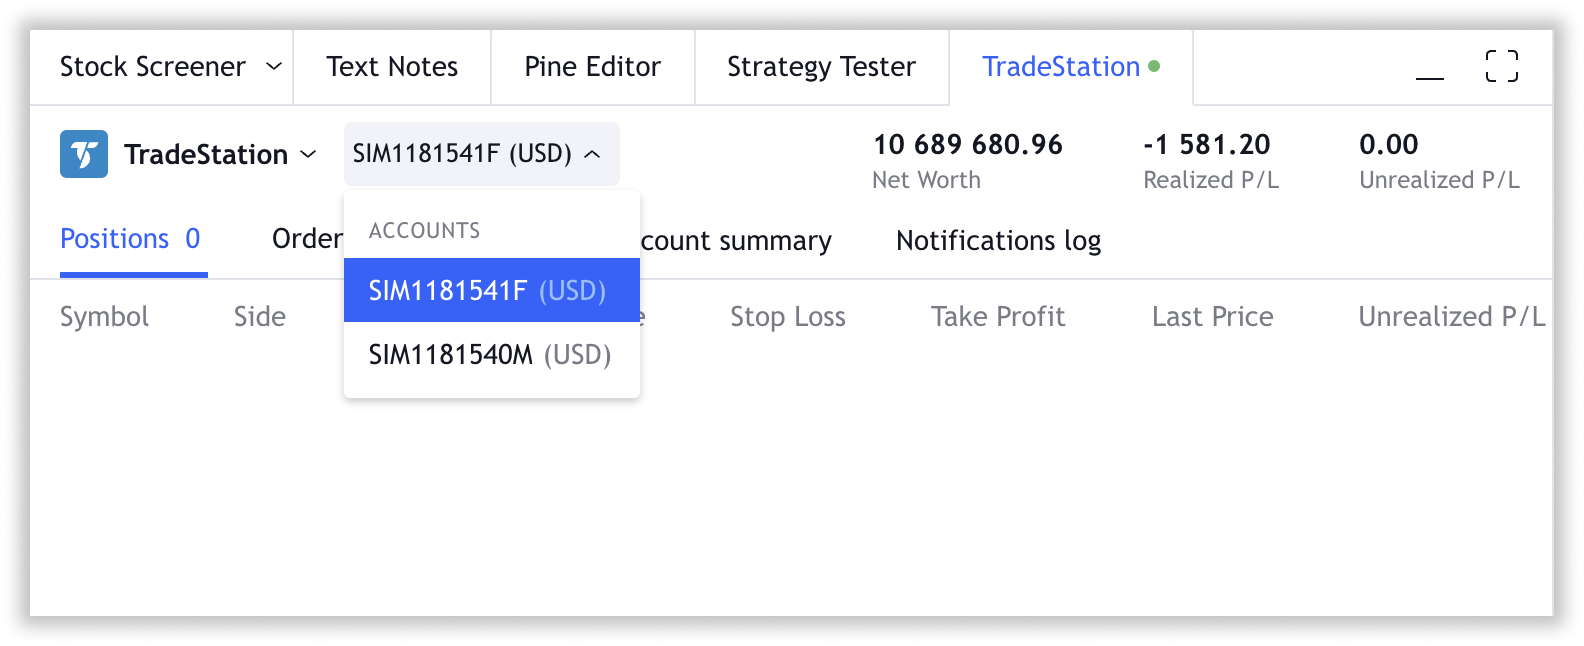 Stock Screener Text Notes Pine Editor Strategy Tester TradeStation
TradeStation SIM1181541F (USD) 10 689 680.96 -1 581.20 0.00
Net Worth Realized P/L Unrealized P/L
Positions 0 Order count summary Notifications log
ACCOUNTS
SIM1181541F (USD)
SIM1181540M (USD)
Symbol Side e Stop Loss Take Profit Last Price Unrealized P/L